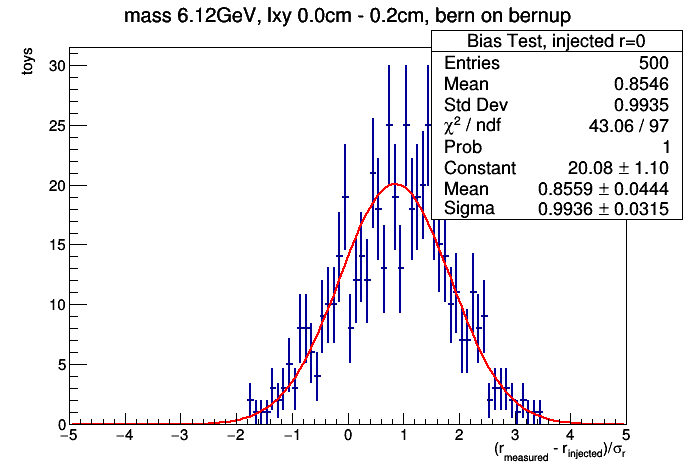 mass 6.12GeV, lxy 0.0cm - 0.2cm, bern on bernup
toys
Bias Test, injected r=0
Entries 500
Mean 0.8546
Std Dev 0.9935
χ² / ndf 43.06 / 97
Prob 1
Constant 20.08 ± 1.10
Mean 0.8559 ± 0.0444
Sigma 0.9936 ± 0.0315
30
25
20
15
10
5
0
−5 −4 −3 −2 −1 0 1 2 3 4 5
(r_measured - r_injected)/σ_r